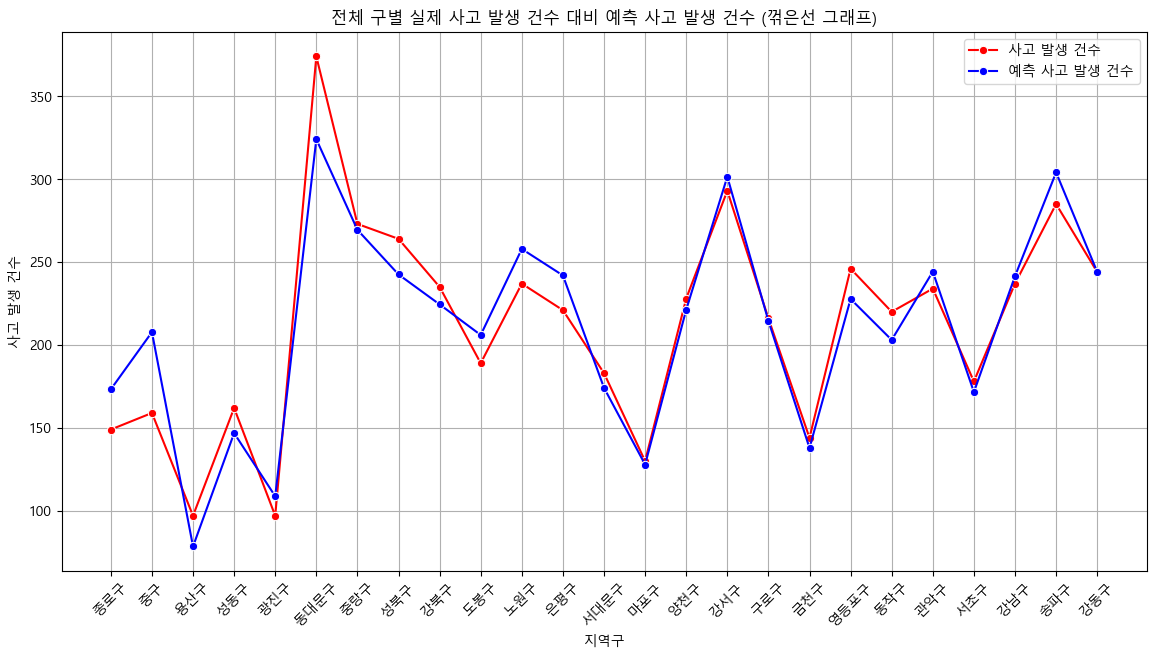 전체 구별 실제 사고 발생 건수 대비 예측 사고 발생 건수 (꺾은선 그래프)
사고 발생 건수
예측 사고 발생 건수
사고 발생 건수
350
300
250
200
150
100
종로구
중구
용산구
성동구
광진구
동대문구
중랑구
성북구
강북구
도봉구
노원구
은평구
서대문구
마포구
양천구
강서구
구로구
금천구
영등포구
동작구
관악구
서초구
강남구
송파구
강동구
지역구